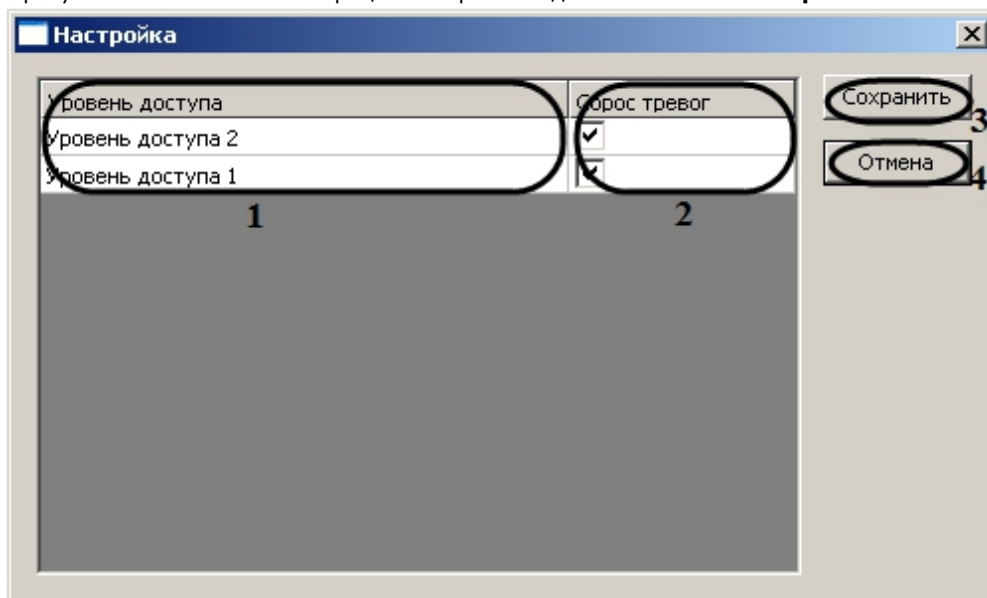 Настройка
Уровень доступа Сброс тревог
Уровень доступа 2
Уровень доступа 1
Сохранить
3
Отмена
4
1
2